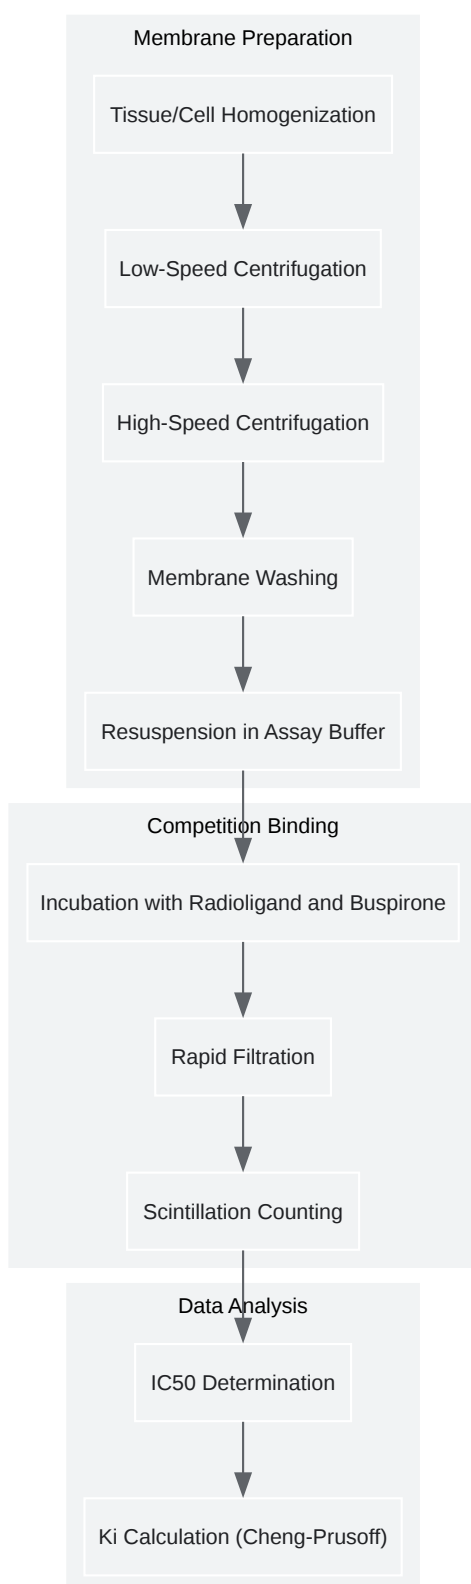 Membrane Preparation
Tissue/Cell Homogenization
Low-Speed Centrifugation
High-Speed Centrifugation
Membrane Washing
Resuspension in Assay Buffer
Competition Binding
Incubation with Radioligand and Buspirone
Rapid Filtration
Scintillation Counting
Data Analysis
IC50 Determination
Ki Calculation (Cheng-Prusoff)